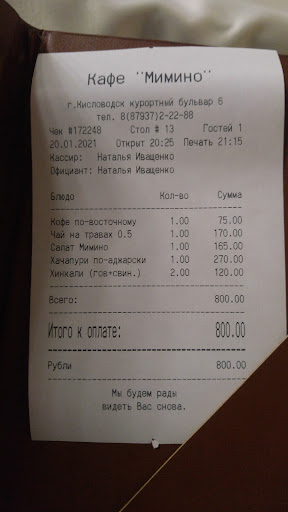 Кафе "Мимино"
г.Кисловодск курортный бульвар 6
тел. 8(87937)2-22-88
Чек #172248 Стол # 13 Гостей 1
20.01.2021 Открыт 20:25 Печать 21:15
Кассир: Наталья Иващенко
Официант: Наталья Иващенко
Блюдо Кол-во Сумма
Кофе по-восточному 1.00 75.00
Чай на травах 0.5 1.00 170.00
Салат Мимино 1.00 165.00
Хачапури по-аджарски 1.00 270.00
Хинкали (гов+свин.) 2.00 120.00
Всего: 800.00
Итого к оплате: 800.00
Рубли 800.00
Мы будем рады
видеть Вас снова.